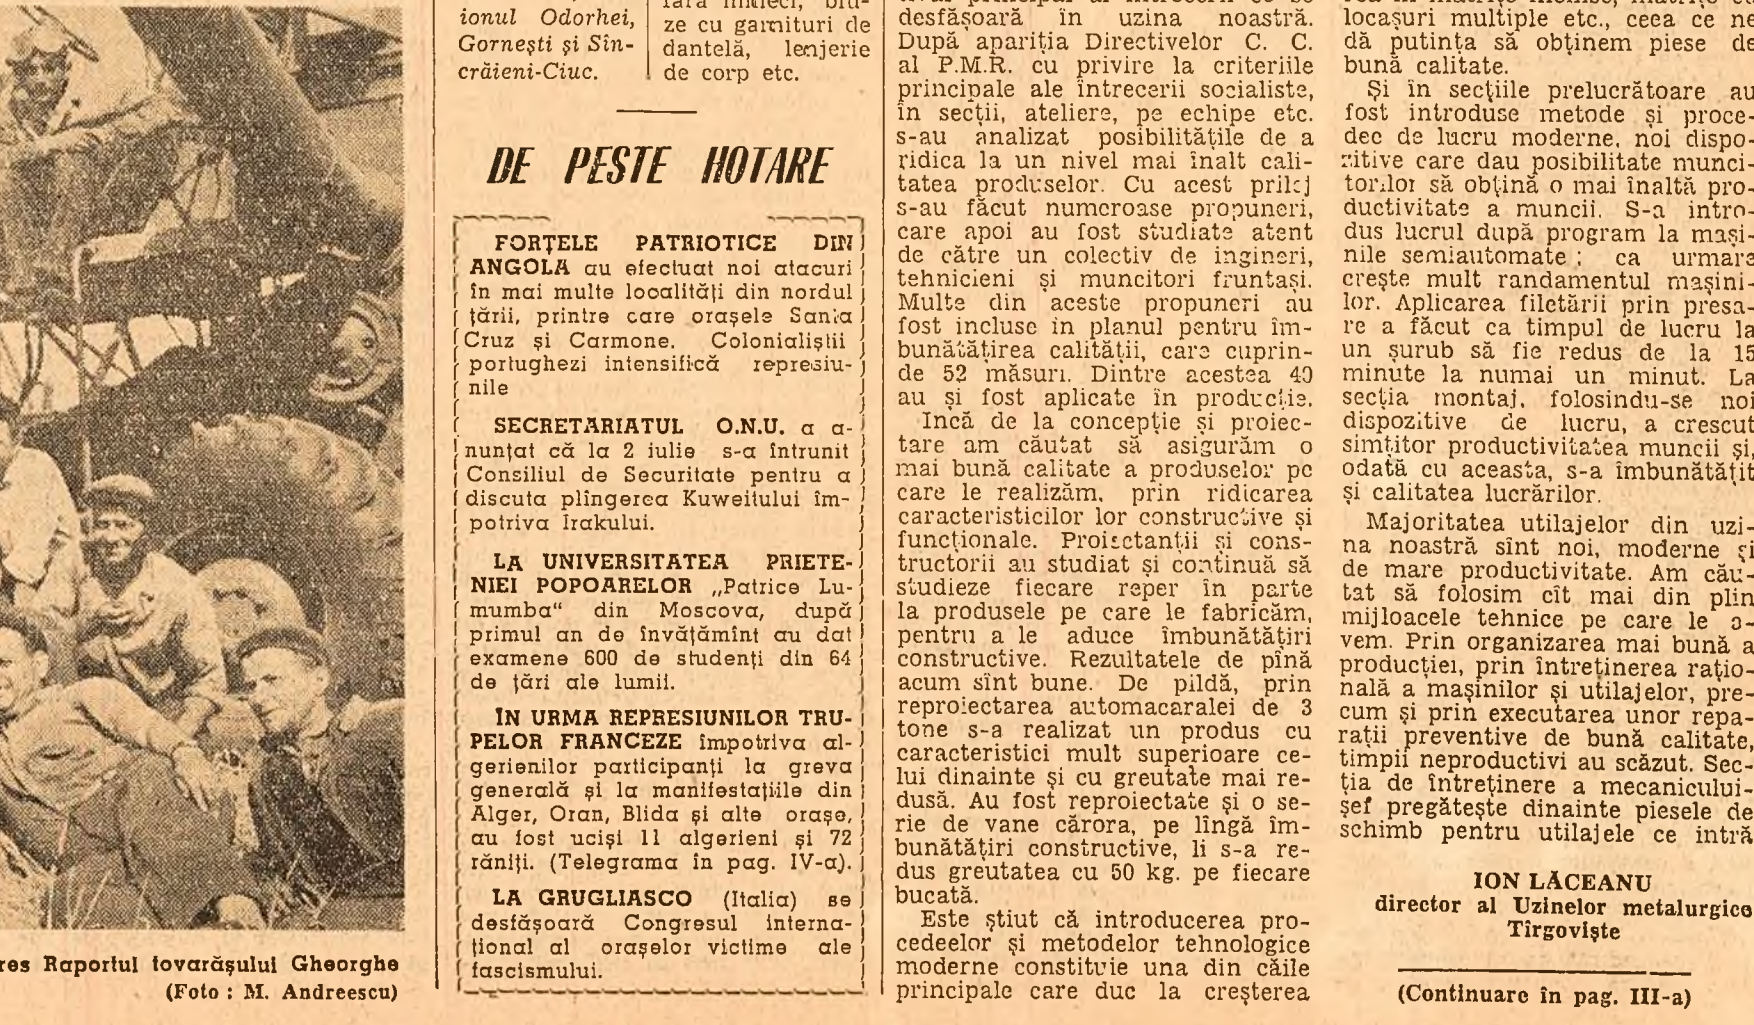 ionul Odorhei,
Gornești și Sîn-
crăieni-Ciuc.
ze cu garnituri de
dantelă, lenjerie
de corp etc.
DE PESTE HOTARE
FORȚELE PATRIOTICE DIN
ANGOLA au efectuat noi atacuri
în mai multe localități din nordul
țării, printre care orașele Santa
Cruz și Carmone. Colonialiștii
portughezi intensifică represiu-
nile
SECRETARIATUL O.N.U. a a-
nunțat că la 2 iulie s-a întrunit
Consiliul de Securitate pentru a
discuta plîngerea Kuweitului îm-
potriva Irakului.
LA UNIVERSITATEA PRIETE-
NIEI POPOARELOR „Patrice Lu-
mumba“ din Moscova, după
primul an de învățămînt au dat
examene 600 de studenți din 64
de țări ale lumii.
ÎN URMA REPRESIUNILOR TRU-
PELOR FRANCEZE împotriva al-
gerienilor participanți la greva
generală și la manifestațiile din
Alger, Oran, Blida și alte orașe,
au fost uciși 11 algerieni și 72
răniți. (Telegrama în pag. IV-a).
LA GRUGLIASCO (Italia) se
desfășoară Congresul interna-
țional al orașelor victime ale
fascismului.
desfășoară în uzina noastră.
După apariția Directivelor C. C.
al P.M.R. cu privire la criteriile
principale ale întrecerii socialiste,
în secții, ateliere, pe echipe etc.
s-au analizat posibilitățile de a
ridica la un nivel mai înalt cali-
tatea produselor. Cu acest prilej
s-au făcut numeroase propuneri,
care apoi au fost studiate atent
de către un colectiv de ingineri,
tehnicieni și muncitori fruntași.
Multe din aceste propuneri au
fost incluse in planul pentru îm-
bunătățirea calității, care cuprin-
de 52 măsuri. Dintre acestea 40
au și fost aplicate în producție.
Incă de la concepție și proiec-
tare am căutat să asigurăm o
mai bună calitate a produselor pe
care le realizăm, prin ridicarea
caracteristicilor lor constructive și
funcționale. Proiectanții și cons-
tructorii au studiat și continuă să
studieze fiecare reper în parte
la produsele pe care le fabricăm,
pentru a le aduce îmbunătățiri
constructive. Rezultatele de pînă
acum sînt bune. De pildă, prin
reproiectarea automacaralei de 3
tone s-a realizat un produs cu
caracteristici mult superioare ce-
lui dinainte și cu greutate mai re-
dusă. Au fost reproiectate și o se-
rie de vane cărora, pe lîngă îm-
bunătățiri constructive, li s-a re-
dus greutatea cu 50 kg. pe fiecare
bucată.
Este știut că introducerea pro-
cedeelor și metodelor tehnologice
moderne constituie una din căile
principale care duc la creșterea
locașuri multiple etc., ceea ce ne
dă putința să obținem piese de
bună calitate.
Și în secțiile prelucrătoare au
fost introduse metode și proce-
dee de lucru moderne, noi dispo-
zitive care dau posibilitate munci-
torilor să obțină o mai înaltă pro-
ductivitate a muncii. S-a intro-
dus lucrul după program la mași-
nile semiautomate; ca urmare
crește mult randamentul mașini-
lor. Aplicarea filetării prin presa-
re a făcut ca timpul de lucru la
un șurub să fie redus de la 15
minute la numai un minut. La
secția montaj, folosindu-se noi
dispozitive de lucru, a crescut
simțitor productivitatea muncii și,
odată cu aceasta, s-a îmbunătățit
și calitatea lucrărilor.
Majoritatea utilajelor din uzi-
na noastră sînt noi, moderne și
de mare productivitate. Am cău-
tat să folosim cît mai din plin
mijloacele tehnice pe care le a-
vem. Prin organizarea mai bună a
producției, prin întreținerea rațio-
nală a mașinilor și utilajelor, pre-
cum și prin executarea unor repa-
rații preventive de bună calitate,
timpii neproductivi au scăzut. Sec-
ția de întreținere a mecanicului-
șef pregătește dinainte piesele de
schimb pentru utilajele ce intră
ION LĂCEANU
director al Uzinelor metalurgice
Tîrgoviște
(Continuare în pag. III-a)
res Raportul tovarășului Gheorghe
(Foto : M. Andreescu)